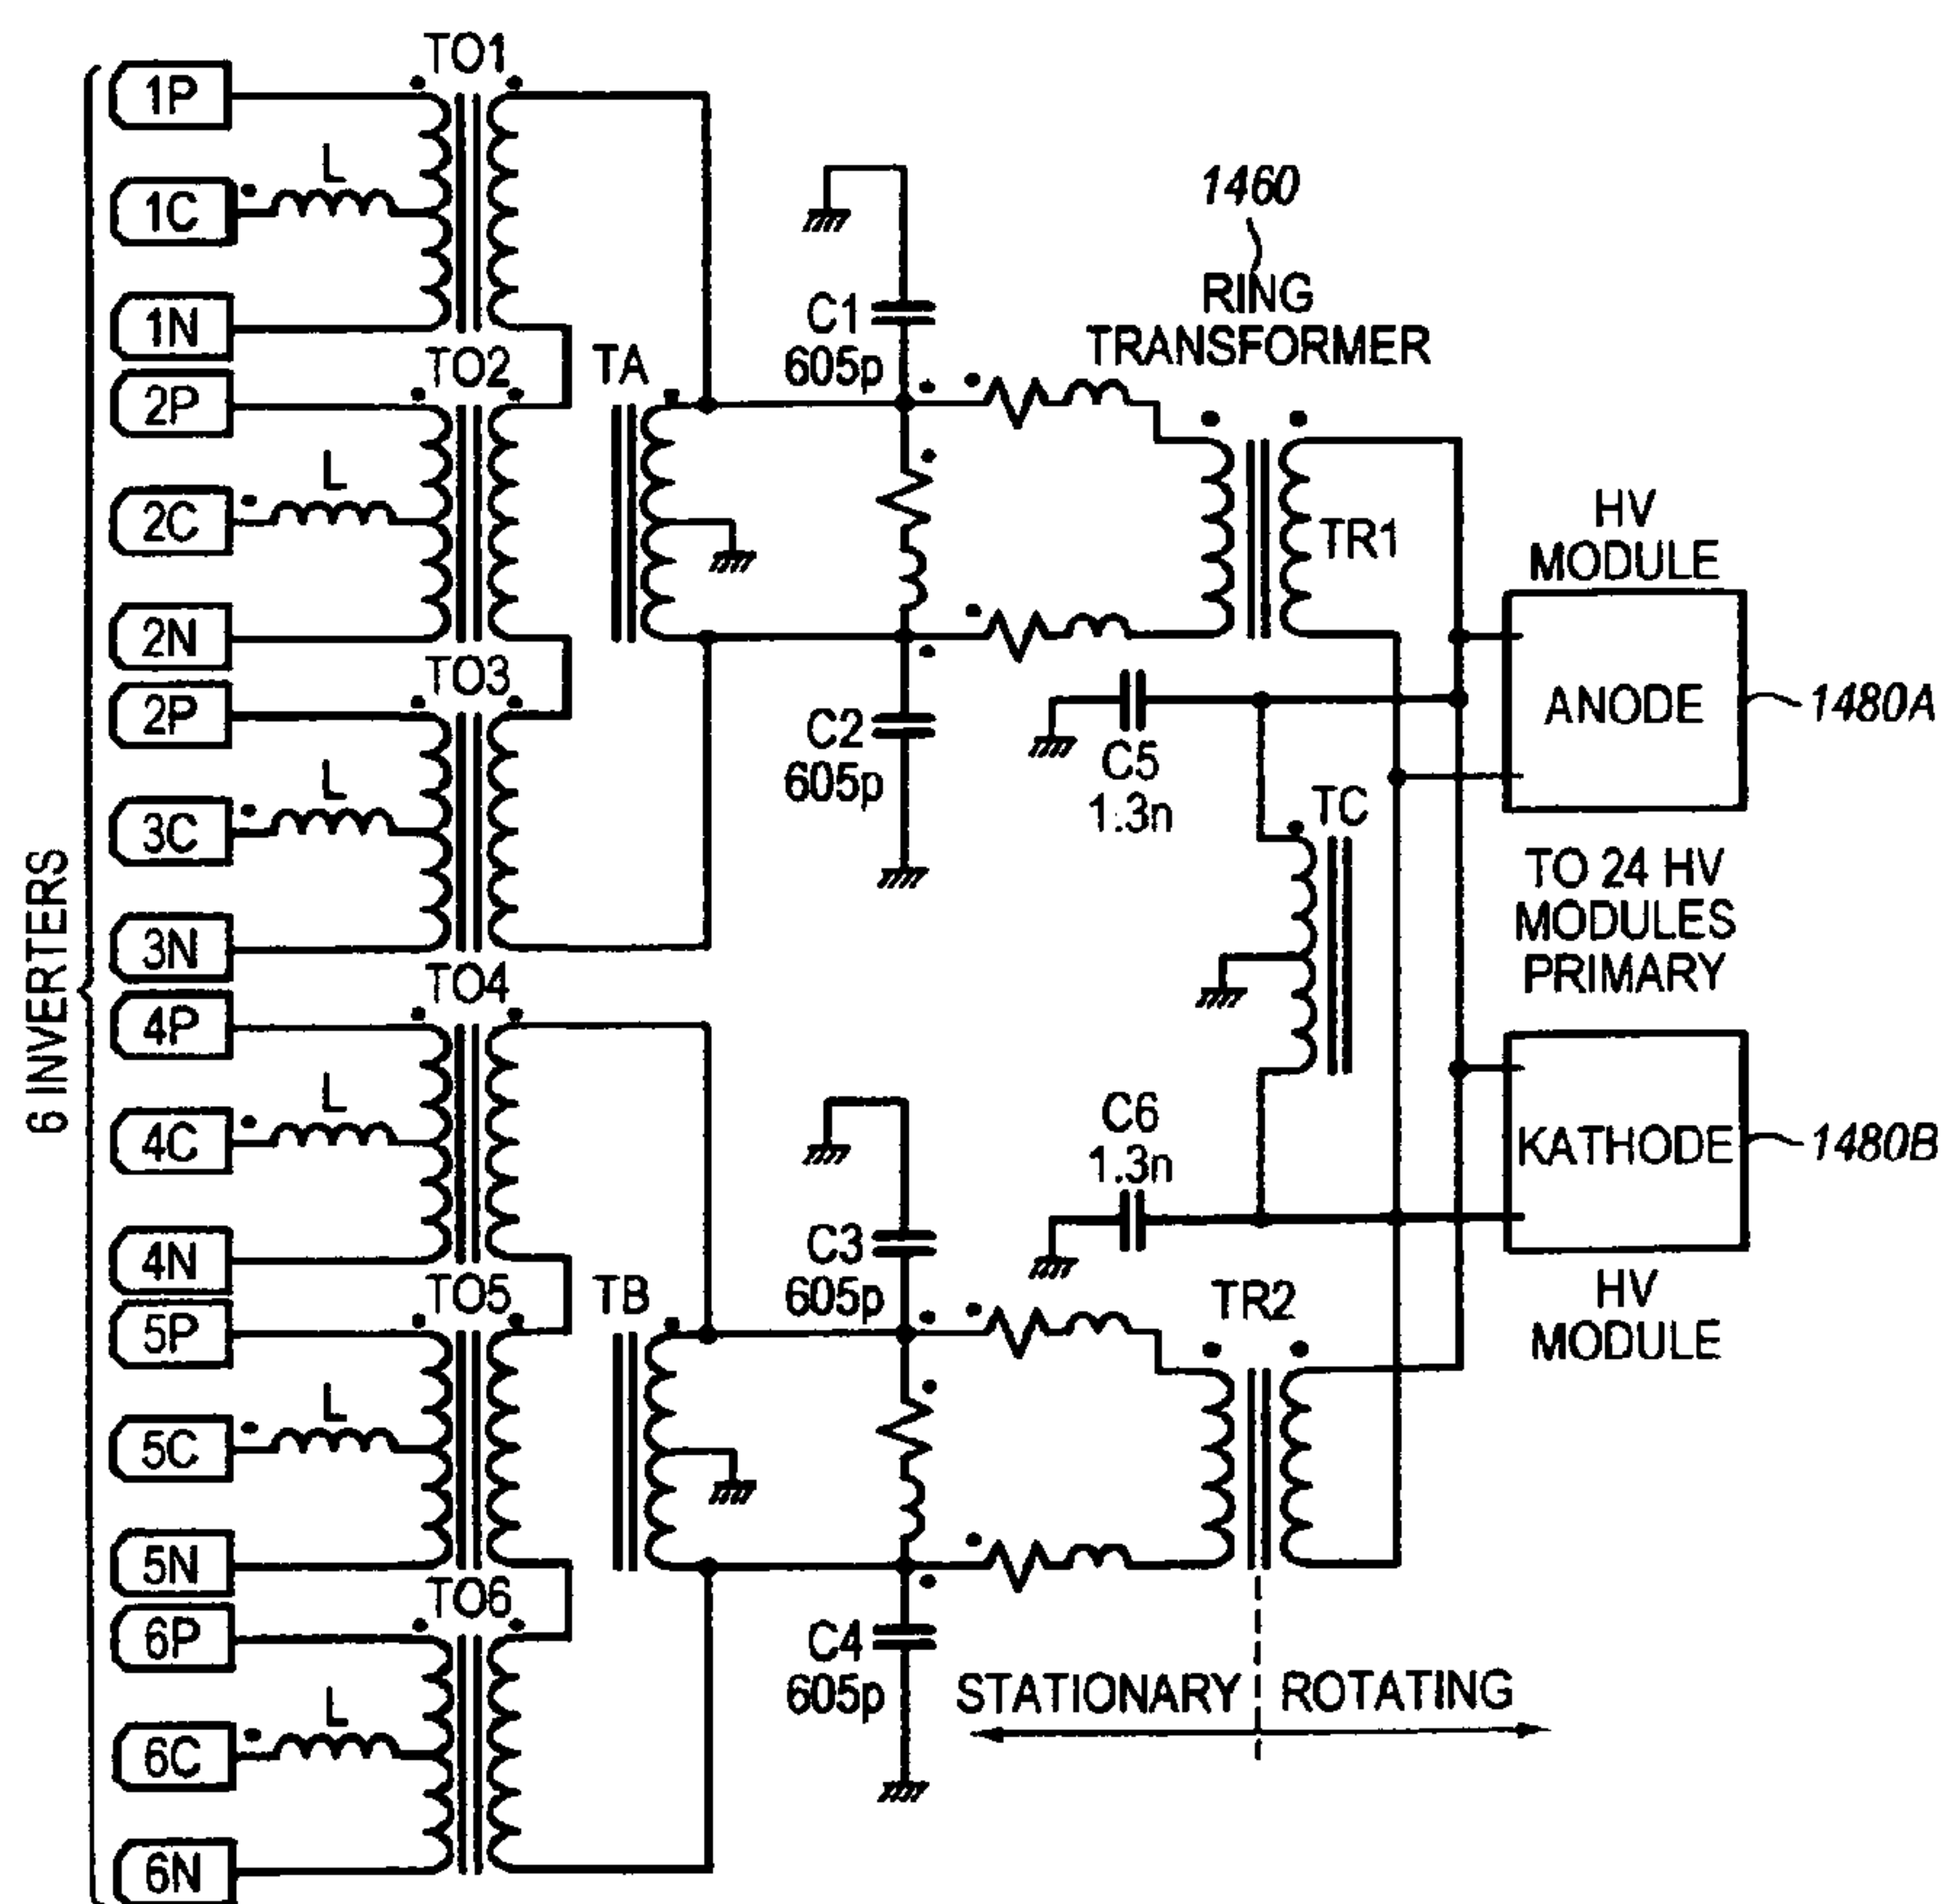 6 INVERTERS
1P
1C
1N
2P
2C
2N
2P
3C
3N
4P
4C
4N
5P
5C
5N
6P
6C
6N
L
L
L
L
L
L
TO1
TO2
TO3
TO4
TO5
TO6
TA
TB
C1
605p
C2
605p
C3
605p
C4
605p
1460
RING
TRANSFORMER
TR1
C5
1.3n
TC
C6
1.3n
TR2
HV
MODULE
ANODE
1480A
TO 24 HV
MODULES
PRIMARY
KATHODE
1480B
HV
MODULE
STATIONARY
ROTATING